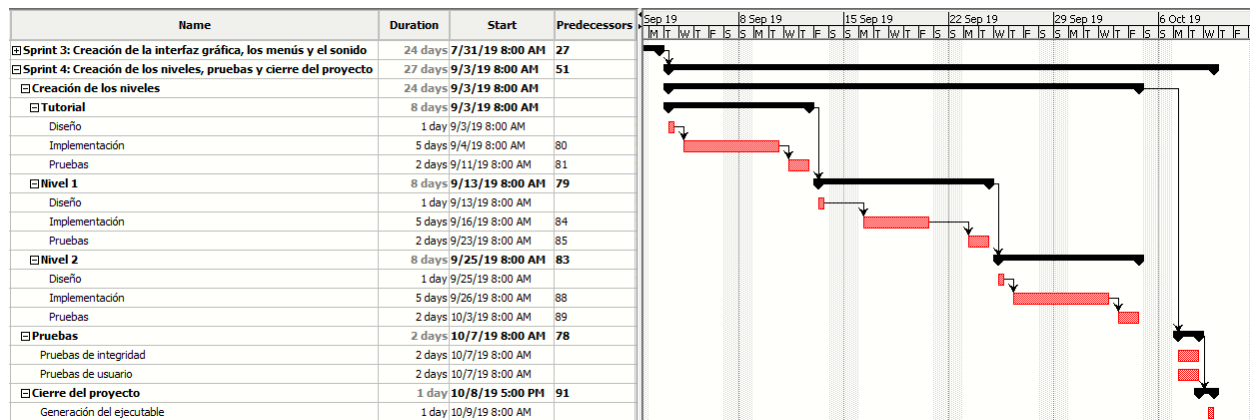 Name Duration Start Predecessors Sep 19 8 Sep 19 15 Sep 19 22 Sep 19 29 Sep 19 6 Oct 19
M T W T F S S M T W T F S S M T W T F S S M T W T F S S M T W T F S S M T W T F
Sprint 3: Creación de la interfaz gráfica, los menús y el sonido 24 days 7/31/19 8:00 AM 27
Sprint 4: Creación de los niveles, pruebas y cierre del proyecto 27 days 9/3/19 8:00 AM 51
Creación de los niveles 24 days 9/3/19 8:00 AM
Tutorial 8 days 9/3/19 8:00 AM
Diseño 1 day 9/3/19 8:00 AM
Implementación 5 days 9/4/19 8:00 AM 80
Pruebas 2 days 9/11/19 8:00 AM 81
Nivel 1 8 days 9/13/19 8:00 AM 79
Diseño 1 day 9/13/19 8:00 AM
Implementación 5 days 9/16/19 8:00 AM 84
Pruebas 2 days 9/23/19 8:00 AM 85
Nivel 2 8 days 9/25/19 8:00 AM 83
Diseño 1 day 9/25/19 8:00 AM
Implementación 5 days 9/26/19 8:00 AM 88
Pruebas 2 days 10/3/19 8:00 AM 89
Pruebas 2 days 10/7/19 8:00 AM 78
Pruebas de integridad 2 days 10/7/19 8:00 AM
Pruebas de usuario 2 days 10/7/19 8:00 AM
Cierre del proyecto 1 day 10/8/19 5:00 PM 91
Generación del ejecutable 1 day 10/9/19 8:00 AM